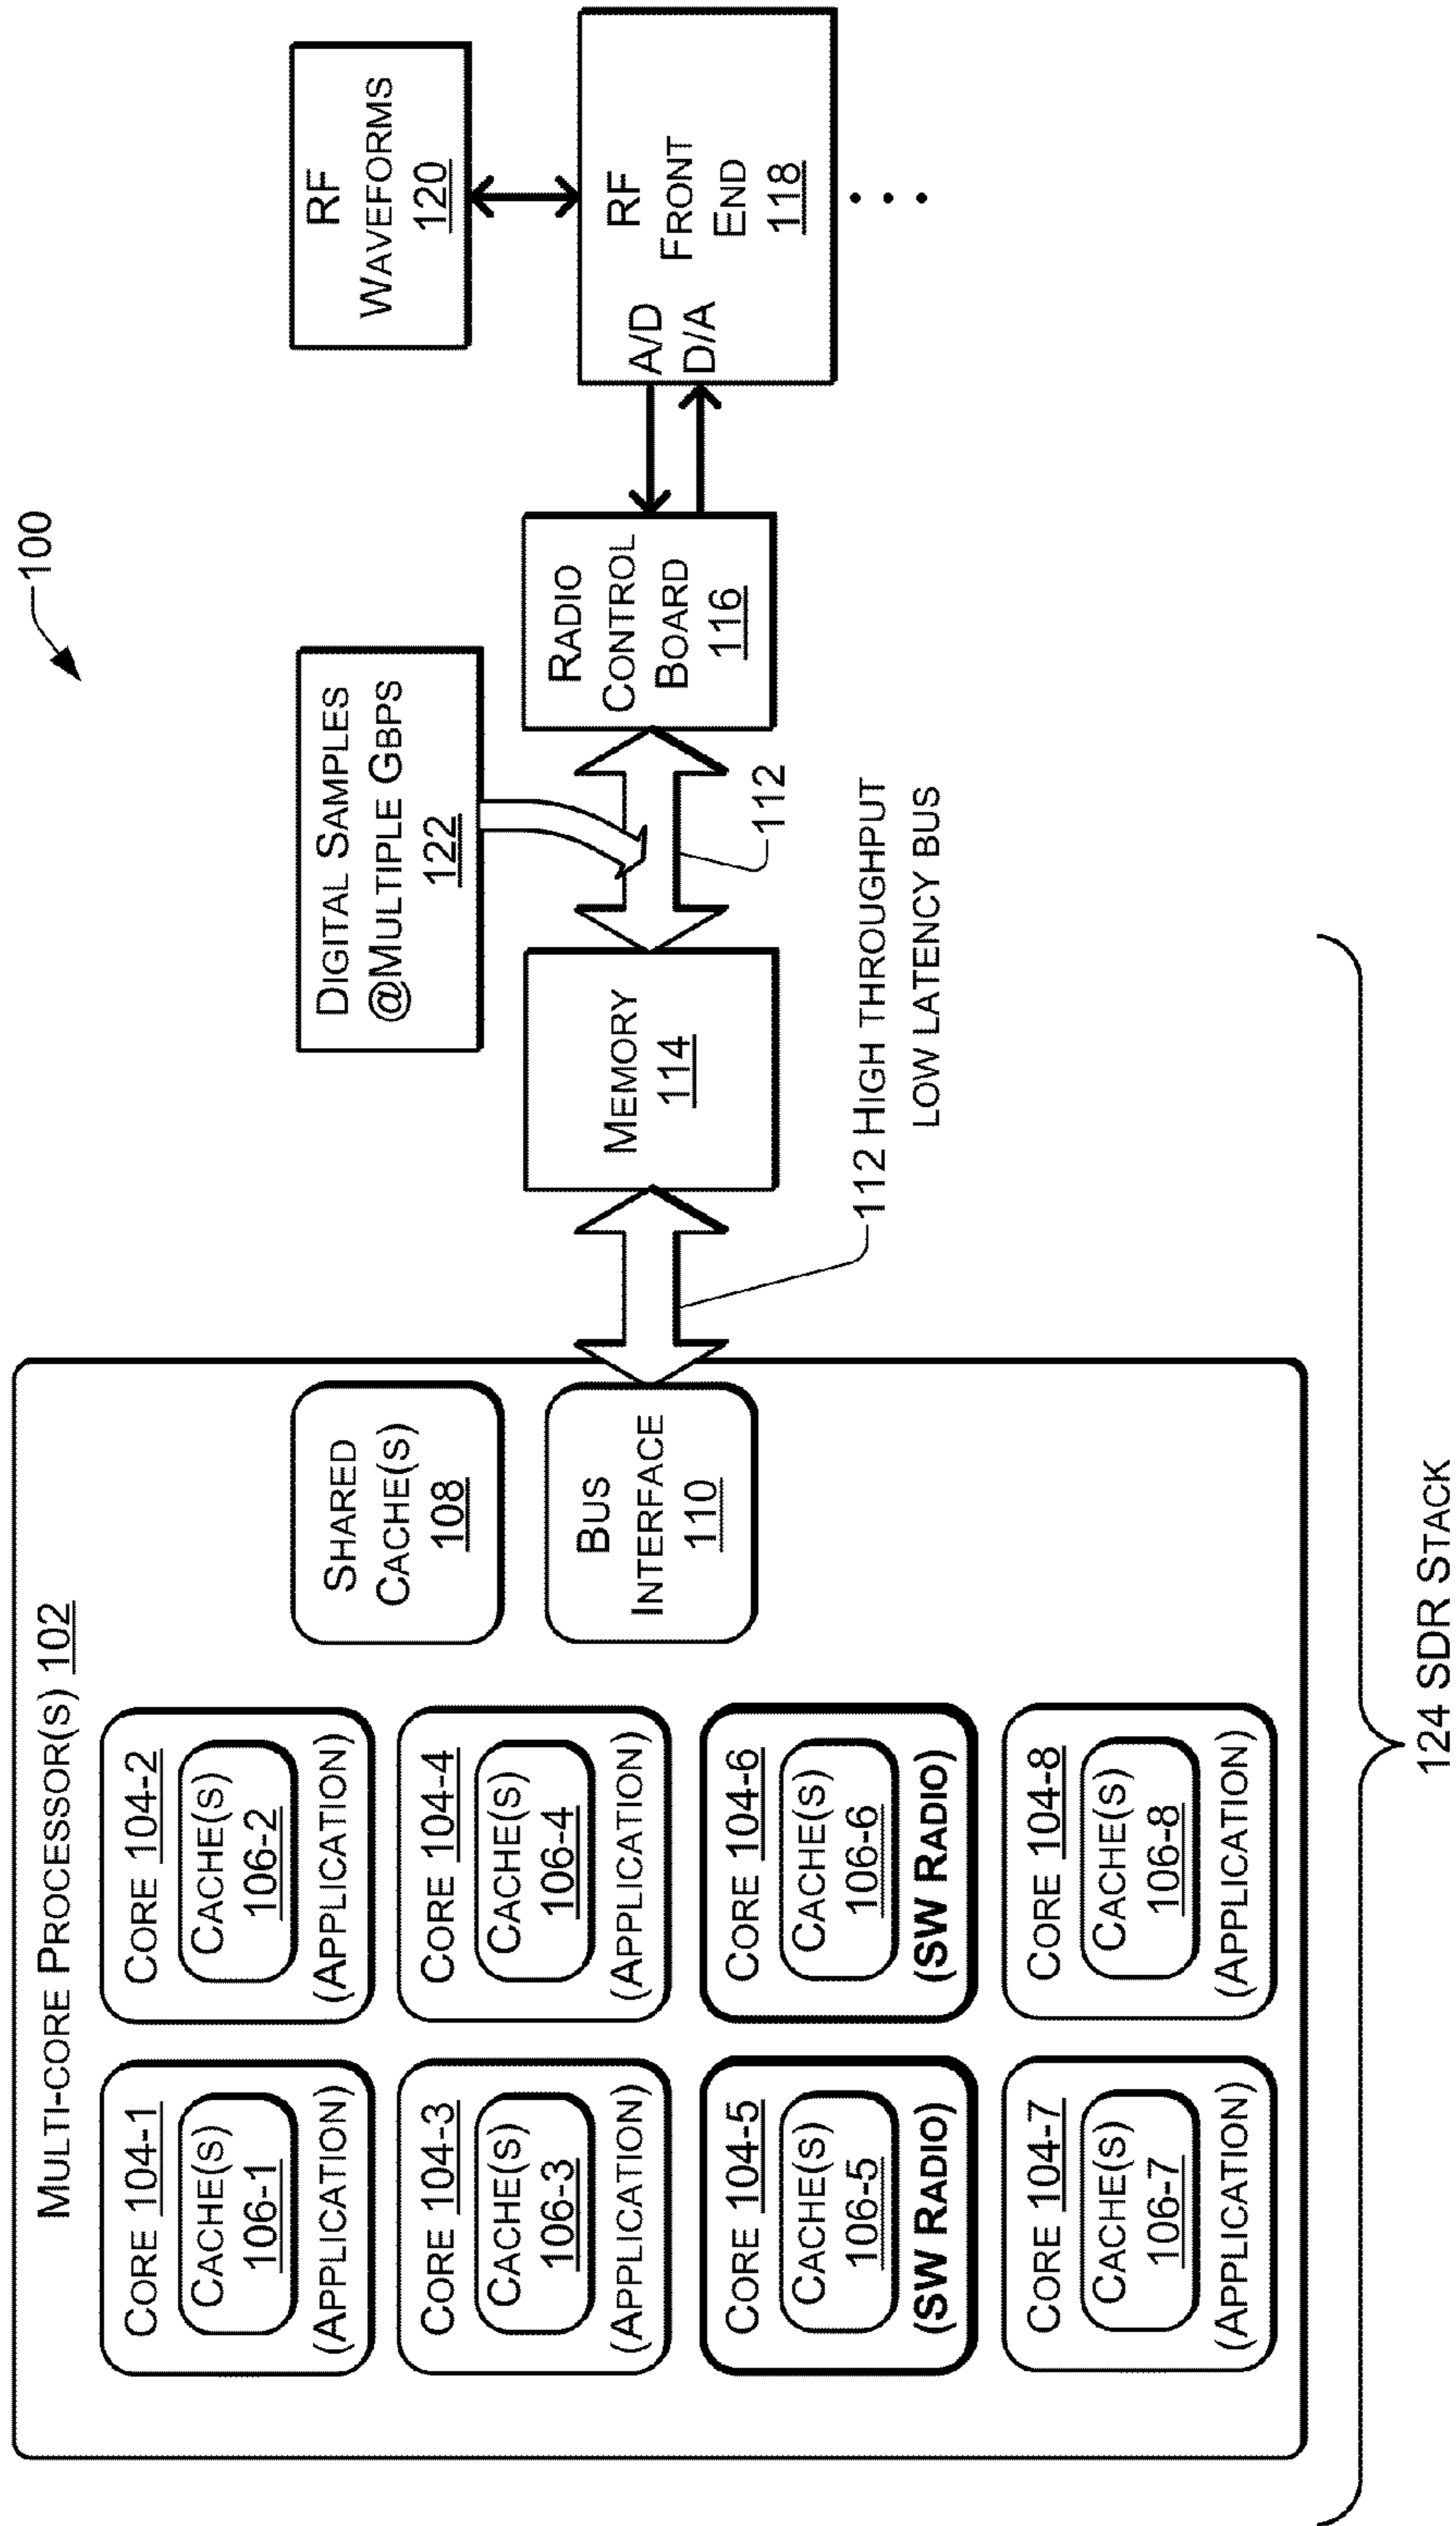 100
MULTI-CORE PROCESSOR(S) 102
CORE 104-1
CACHE(S)
106-1
(APPLICATION)
CORE 104-2
CACHE(S)
106-2
(APPLICATION)
CORE 104-3
CACHE(S)
106-3
(APPLICATION)
CORE 104-4
CACHE(S)
106-4
(APPLICATION)
CORE 104-5
CACHE(S)
106-5
(SW RADIO)
CORE 104-6
CACHE(S)
106-6
(SW RADIO)
CORE 104-7
CACHE(S)
106-7
(APPLICATION)
CORE 104-8
CACHE(S)
106-8
(APPLICATION)
SHARED
CACHE(S)
108
BUS
INTERFACE
110
112 HIGH THROUGHPUT
LOW LATENCY BUS
MEMORY
114
DIGITAL SAMPLES
@MULTIPLE GBPS
122
112
RADIO
CONTROL
BOARD
116
RF
WAVEFORMS
120
A/D
D/A
RF
FRONT
END
118
124 SDR STACK